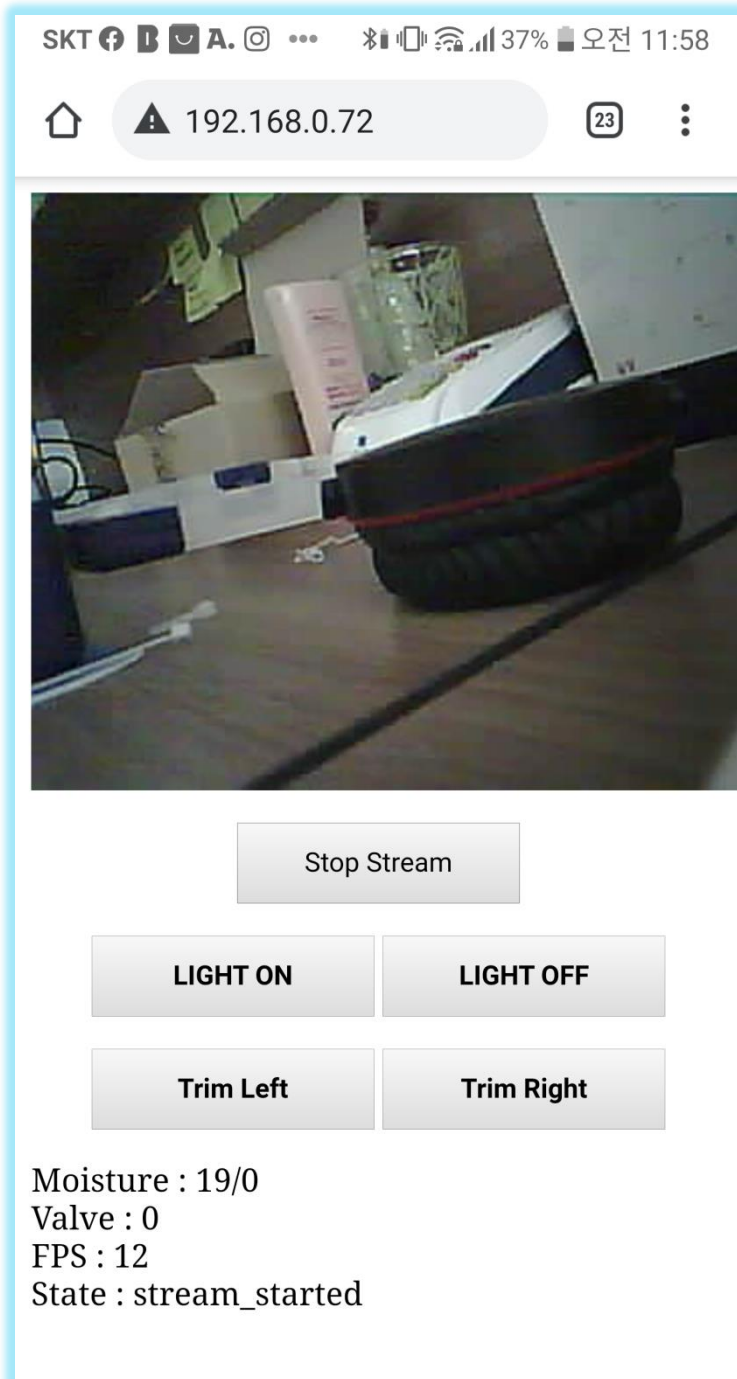 SKT A. 37% 오전 11:58
192.168.0.72 23
Stop Stream
LIGHT ON LIGHT OFF
Trim Left Trim Right
Moisture : 19/0
Valve : 0
FPS : 12
State : stream_started